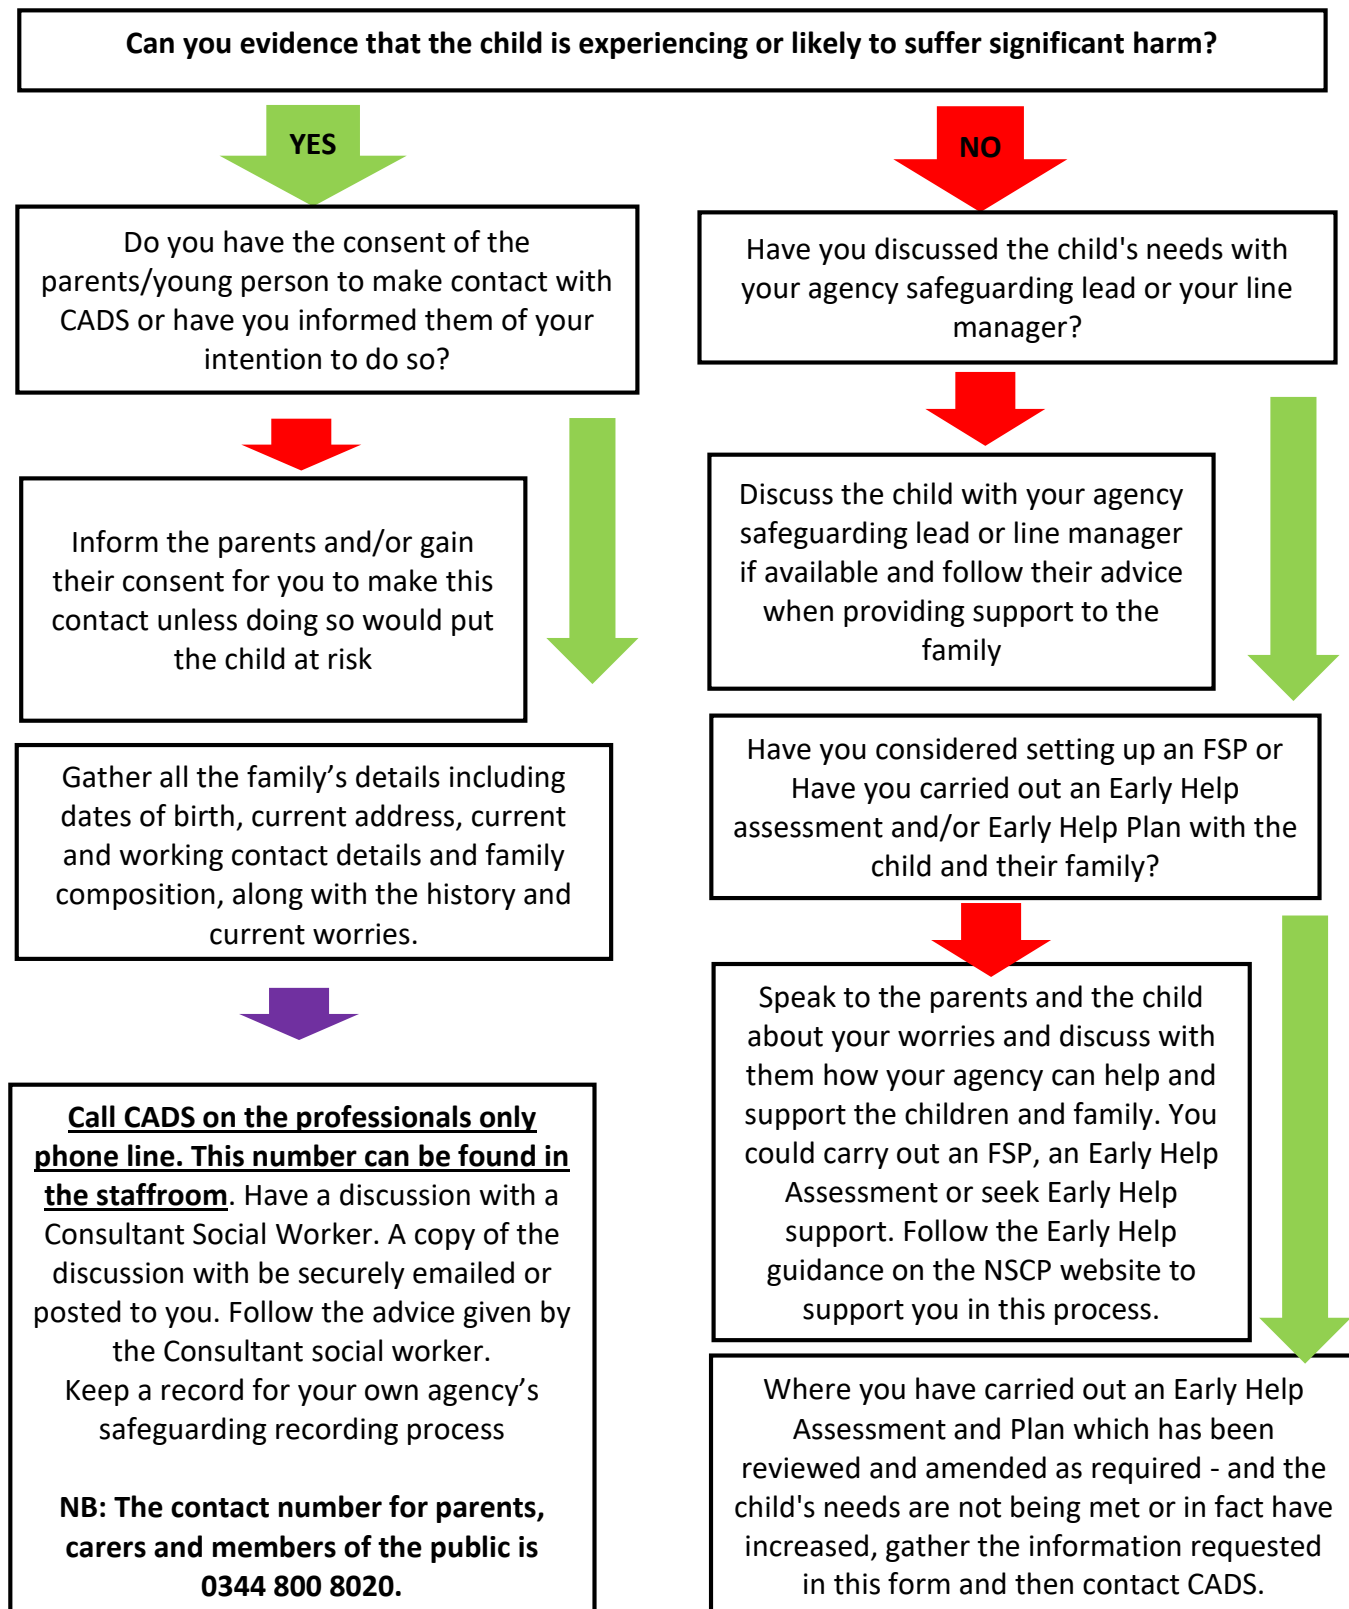 Can you evidence that the child is experiencing or likely to suffer significant harm?
YES
NO
Do you have the consent of the
parents/young person to make contact with
CADS or have you informed them of your
intention to do so?
Inform the parents and/or gain
their consent for you to make this
contact unless doing so would put
the child at risk
Gather all the family’s details including
dates of birth, current address, current
and working contact details and family
composition, along with the history and
current worries.
Call CADS on the professionals only
phone line. This number can be found in
the staffroom. Have a discussion with a
Consultant Social Worker. A copy of the
discussion with be securely emailed or
posted to you. Follow the advice given by
the Consultant social worker.
Keep a record for your own agency’s
safeguarding recording process
NB: The contact number for parents,
carers and members of the public is
0344 800 8020.
Have you discussed the child's needs with
your agency safeguarding lead or your line
manager?
Discuss the child with your agency
safeguarding lead or line manager
if available and follow their advice
when providing support to the
family
Have you considered setting up an FSP or
Have you carried out an Early Help
assessment and/or Early Help Plan with the
child and their family?
Speak to the parents and the child
about your worries and discuss with
them how your agency can help and
support the children and family. You
could carry out an FSP, an Early Help
Assessment or seek Early Help
support. Follow the Early Help
guidance on the NSCP website to
support you in this process.
Where you have carried out an Early Help
Assessment and Plan which has been
reviewed and amended as required - and the
child's needs are not being met or in fact have
increased, gather the information requested
in this form and then contact CADS.